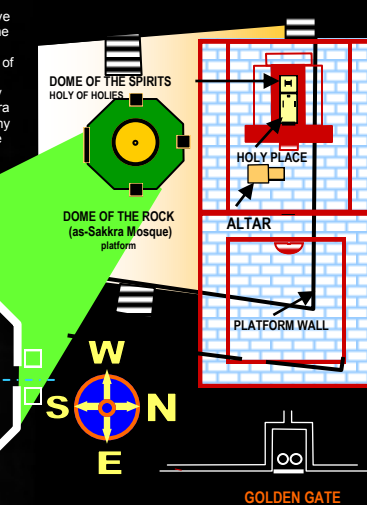 of
DOME OF THE SPIRITS
HOLY OF HOLIES
HOLY PLACE
DOME OF THE ROCK
(as-Sakkra Mosque)
platform
ALTAR
PLATFORM WALL
W
S N
E
GOLDEN GATE